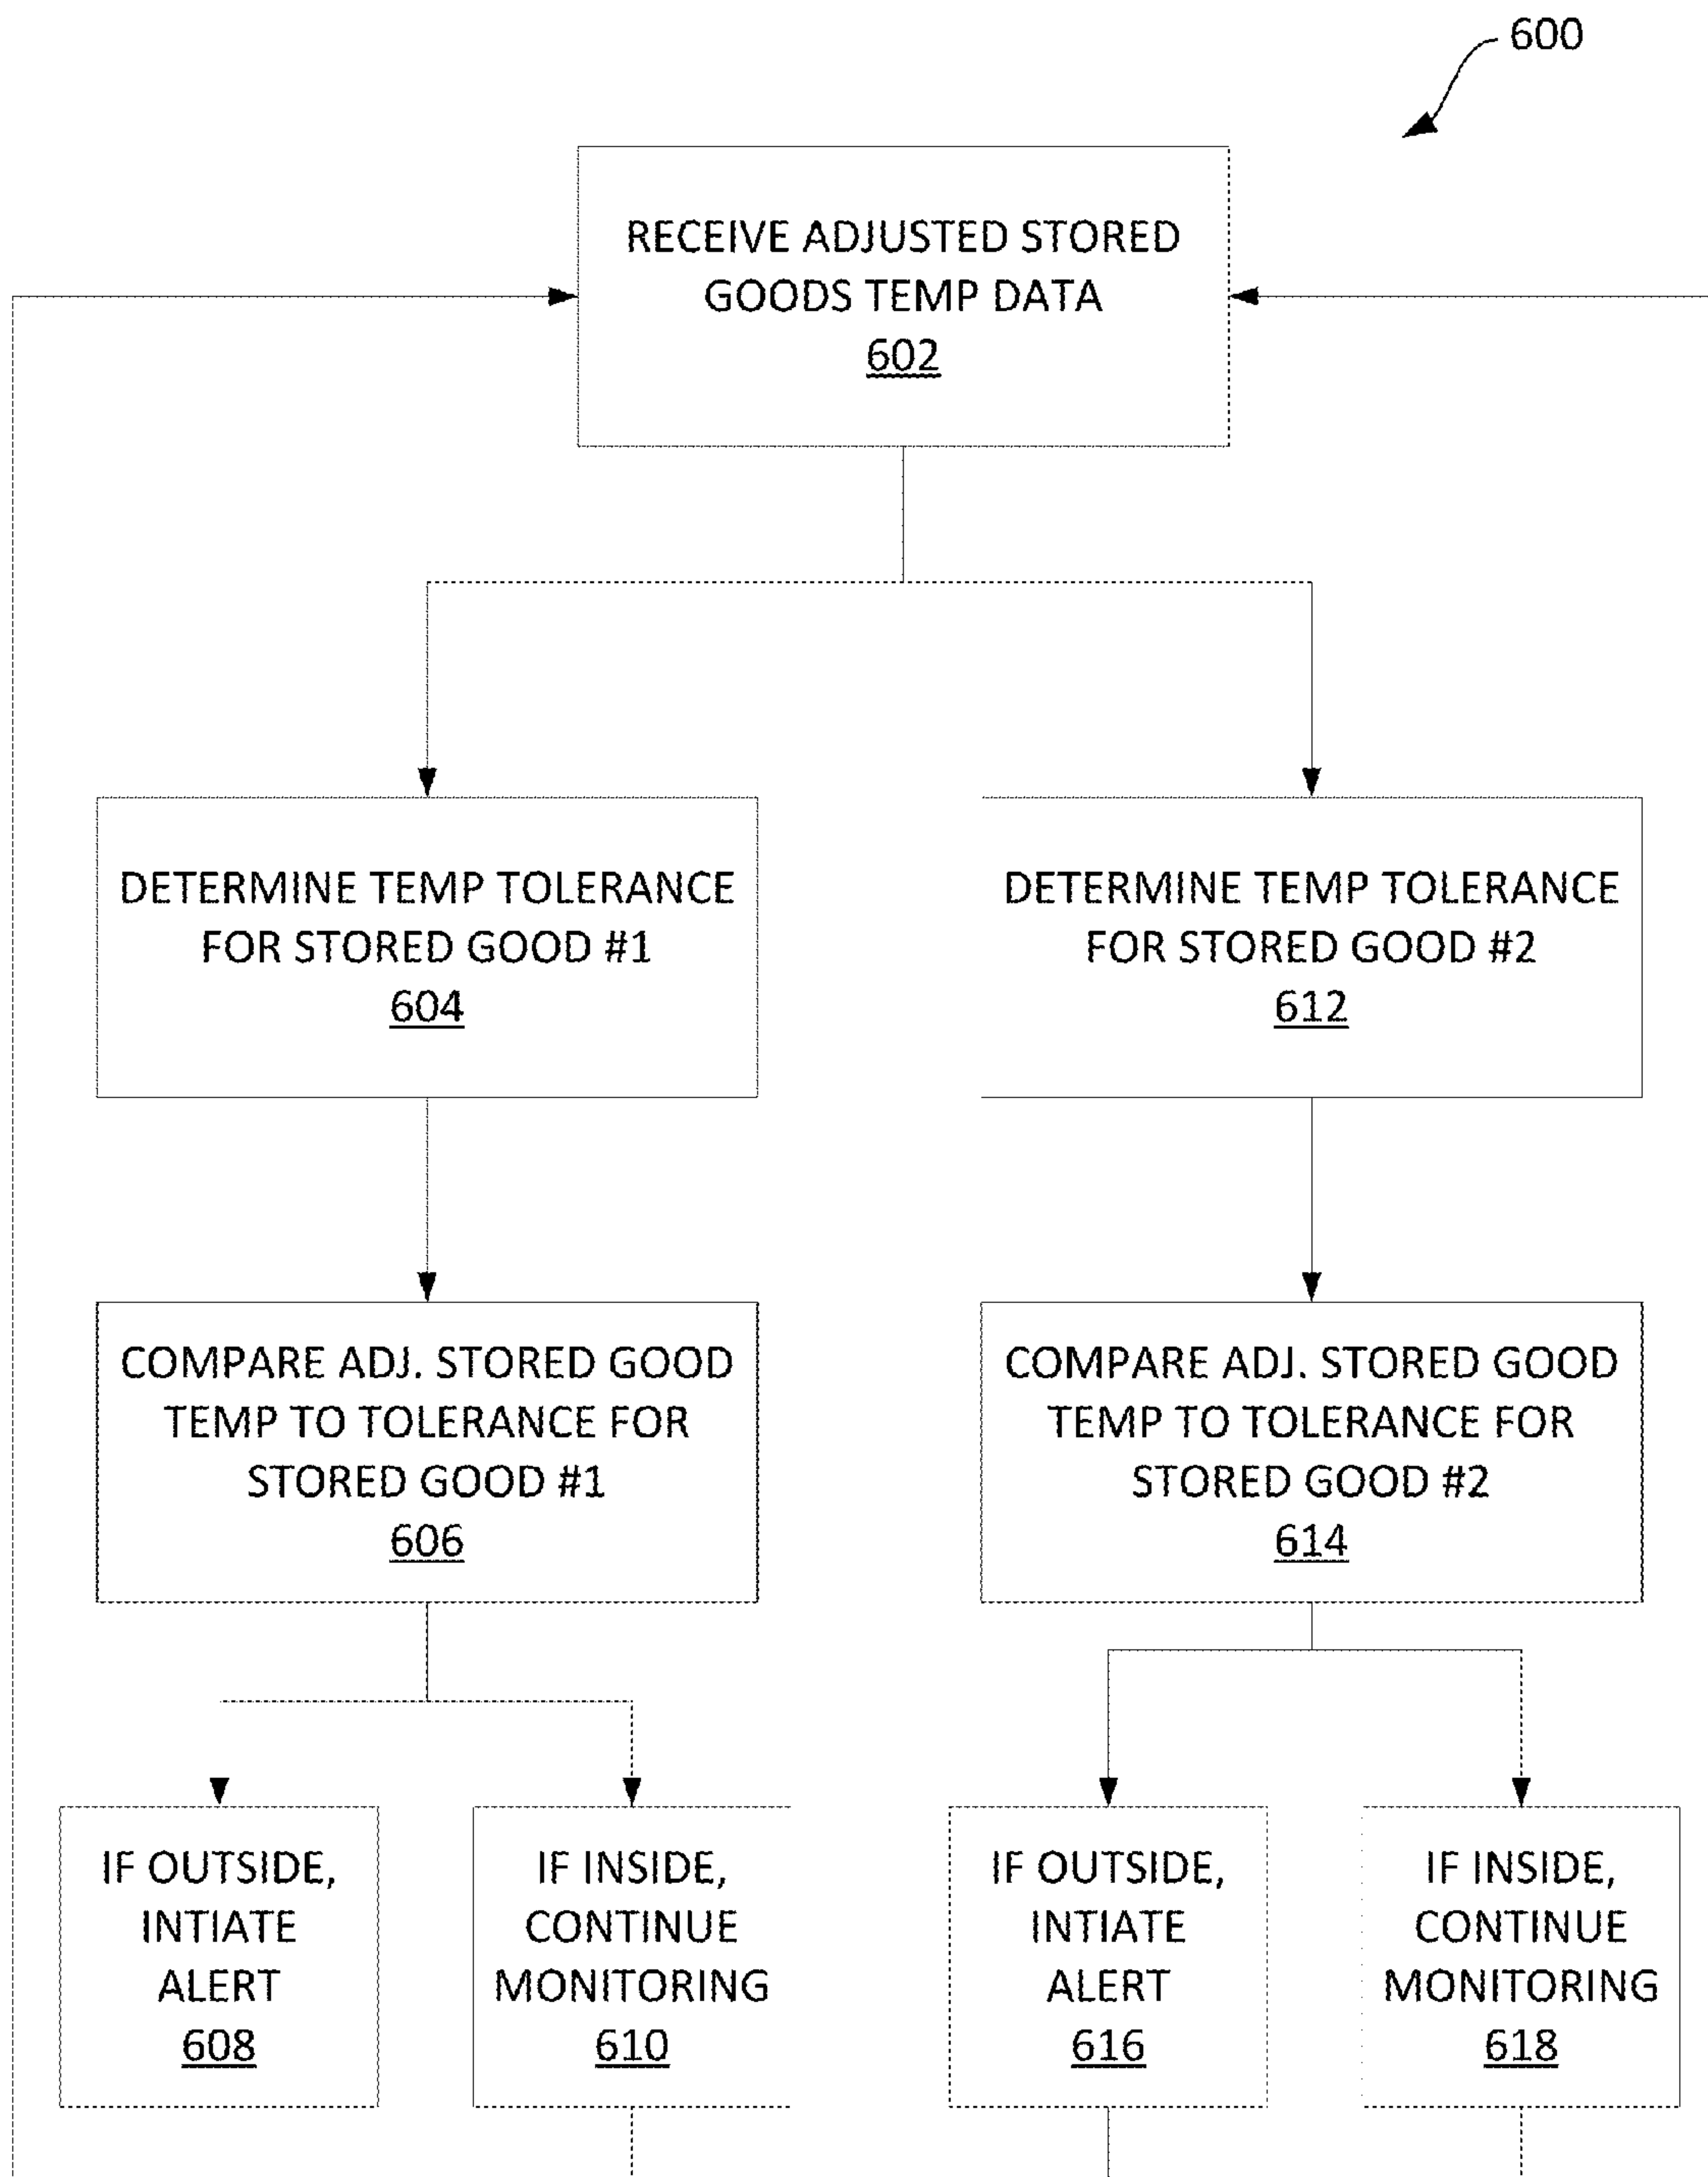 600
RECEIVE ADJUSTED STORED
GOODS TEMP DATA
602
DETERMINE TEMP TOLERANCE
FOR STORED GOOD #1
604
DETERMINE TEMP TOLERANCE
FOR STORED GOOD #2
612
COMPARE ADJ. STORED GOOD
TEMP TO TOLERANCE FOR
STORED GOOD #1
606
COMPARE ADJ. STORED GOOD
TEMP TO TOLERANCE FOR
STORED GOOD #2
614
IF OUTSIDE,
INTIATE
ALERT
608
IF INSIDE,
CONTINUE
MONITORING
610
IF OUTSIDE,
INTIATE
ALERT
616
IF INSIDE,
CONTINUE
MONITORING
618